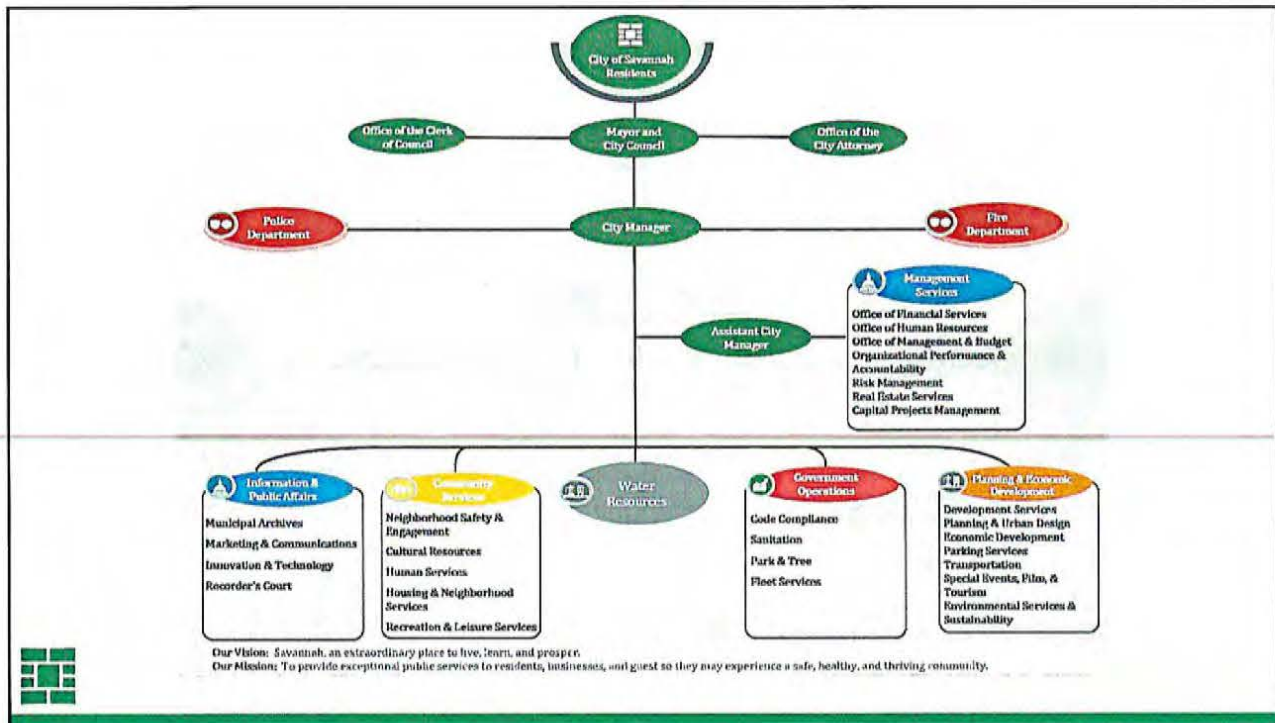 City of Savannah
Residents
Office of the Clerk
of Council
Mayor and
City Council
Office of the
City Attorney
Police
Department
City Manager
Fire
Department
Management
Services
Office of Financial Services
Office of Human Resources
Office of Management & Budget
Organizational Performance &
Accountability
Risk Management
Real Estate Services
Capital Projects Management
Assistant City
Manager
Information &
Public Affairs
Municipal Archives
Marketing & Communications
Innovation & Technology
Recorder's Court
Community
Services
Neighborhood Safety &
Engagement
Cultural Resources
Human Services
Housing & Neighborhood
Services
Recreation & Leisure Services
Water
Resources
Government
Operations
Code Compliance
Sanitation
Park & Tree
Fleet Services
Planning & Economic
Development
Development Services
Planning & Urban Design
Economic Development
Parking Services
Transportation
Special Events, Film, &
Tourism
Environmental Services &
Sustainability
Our Vision: Savannah, an extraordinary place to live, learn, and prosper.
Our Mission: To provide exceptional public services to residents, businesses, and guest so they may experience a safe, healthy, and thriving community.